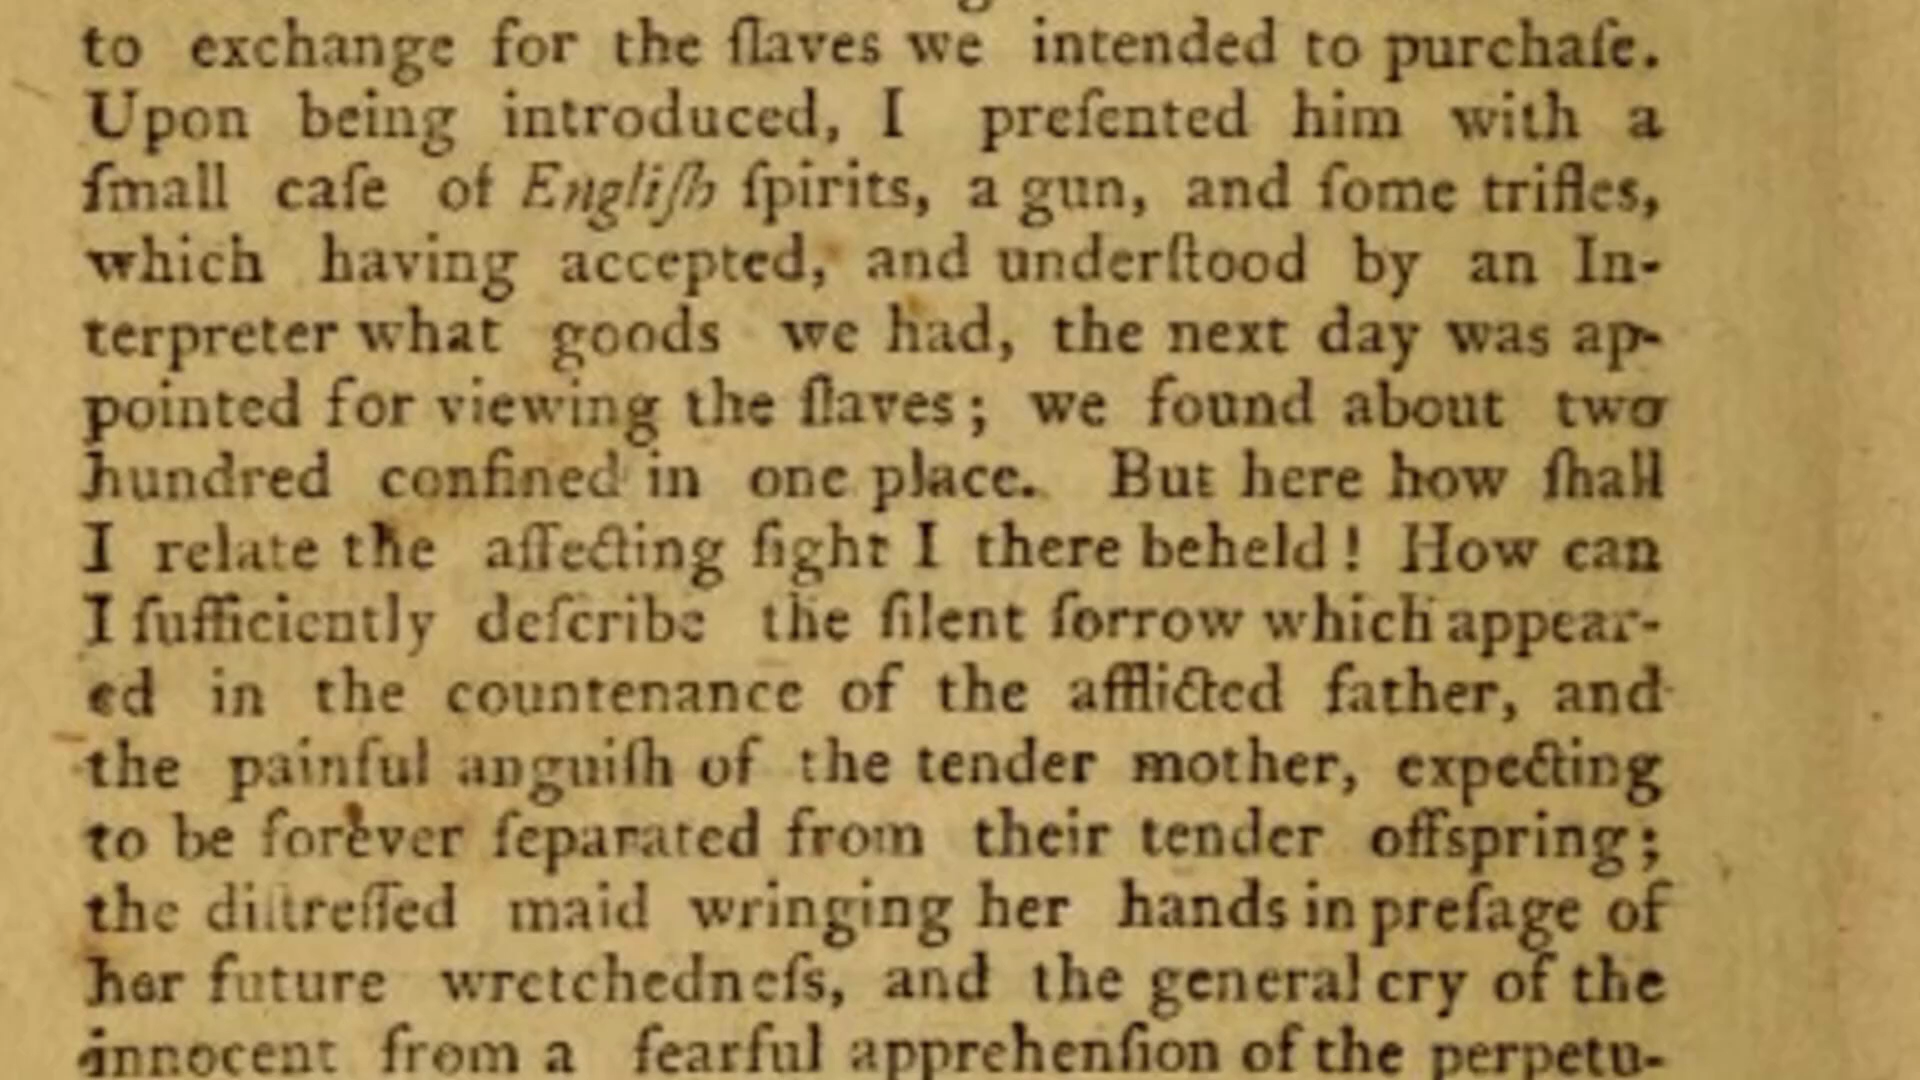 to exchange for the ſlaves we intended to purchaſe.
Upon being introduced, I preſented him with a
ſmall caſe of Engliſh ſpirits, a gun, and ſome trifles,
which having accepted, and underſtood by an In-
terpreter what goods we had, the next day was ap-
pointed for viewing the ſlaves; we found about two
hundred confined in one place. But here how ſhall
I relate the affecting ſight I there beheld! How can
I ſufficiently deſcribe the ſilent ſorrow which appear-
ed in the countenance of the afflicted father, and
the painful anguiſh of the tender mother, expecting
to be forever ſeparated from their tender offspring;
the diſtreſſed maid wringing her hands in preſage of
her future wretchedneſs, and the general cry of the
innocent from a fearful apprehenſion of the perpetu-